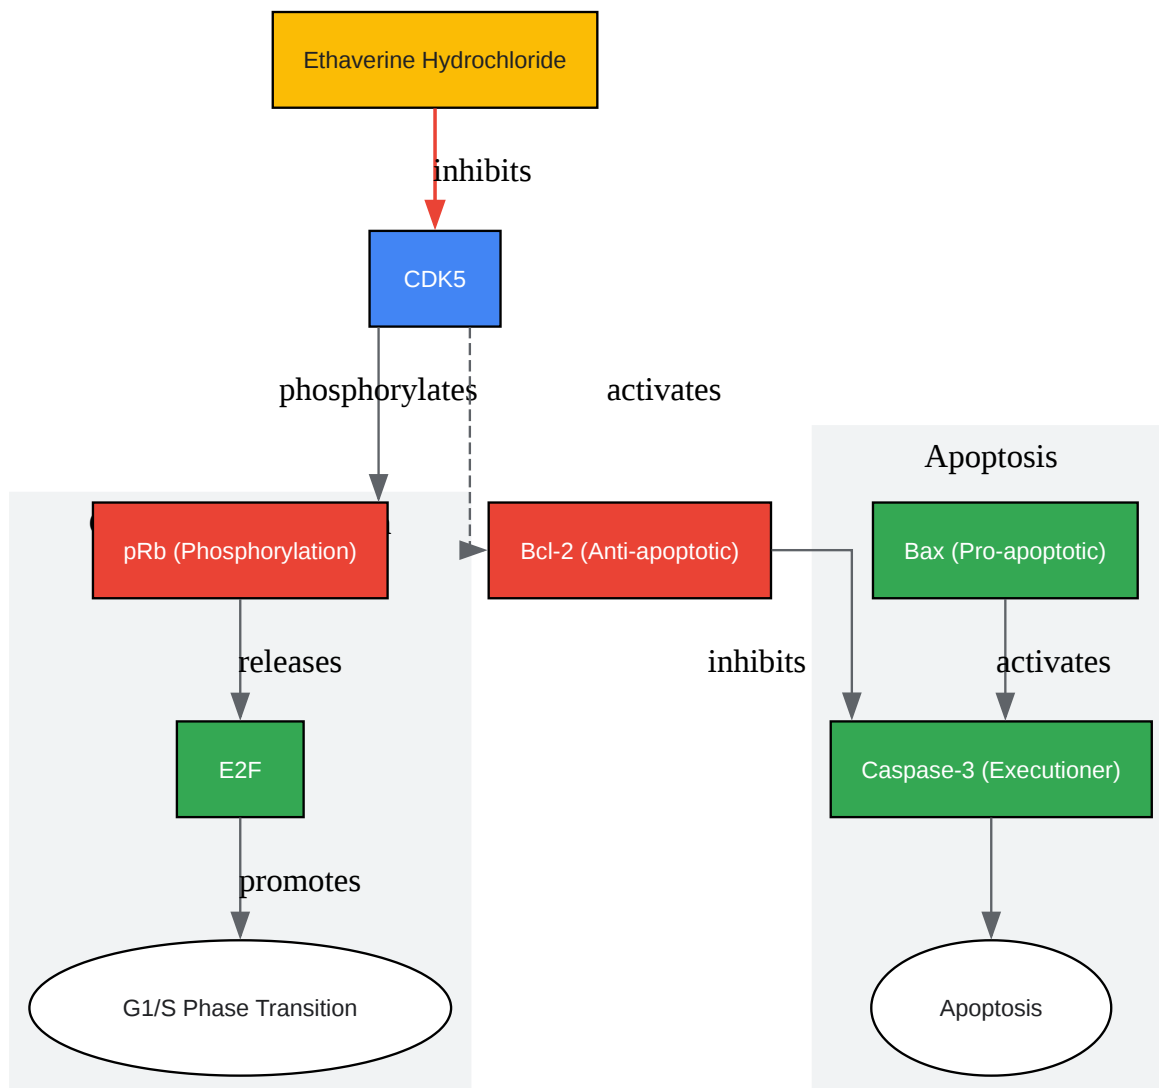 Ethaverine Hydrochloride
inhibits
CDK5
phosphorylates
activates
Apoptosis
pRb (Phosphorylation)
Bcl-2 (Anti-apoptotic)
Bax (Pro-apoptotic)
releases
inhibits
activates
E2F
Caspase-3 (Executioner)
promotes
G1/S Phase Transition
Apoptosis